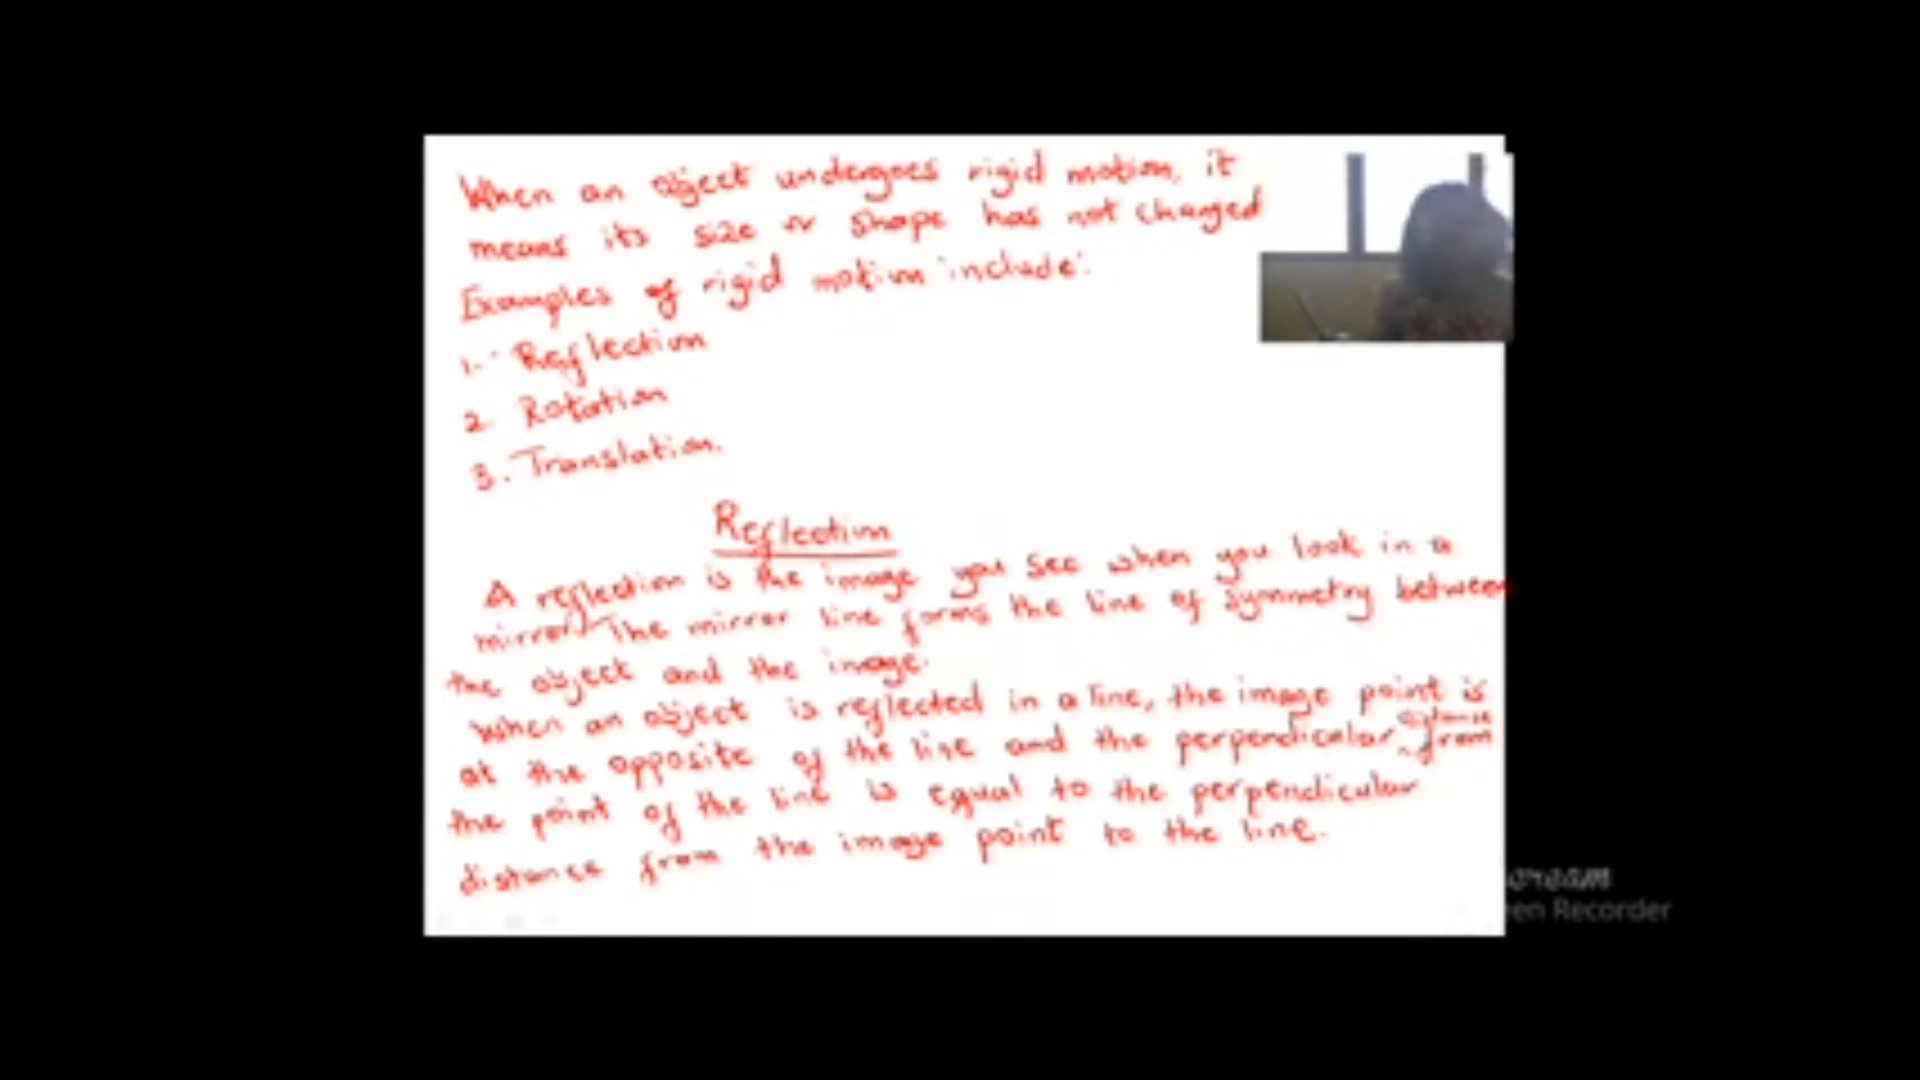 When an object undergoes rigid motion, it
means its size or shape has not changed
Examples of rigid motion include:
1. Reflection
2. Rotation
3. Translation.
Reflection
A reflection is the image you see when you look in a
mirror. The mirror line forms the line of symmetry between
the object and the image.
When an object is reflected in a line, the image point is
at the opposite of the line and the perpendicular distance from
the point of the line is equal to the perpendicular
distance from the image point to the line.
Recorder